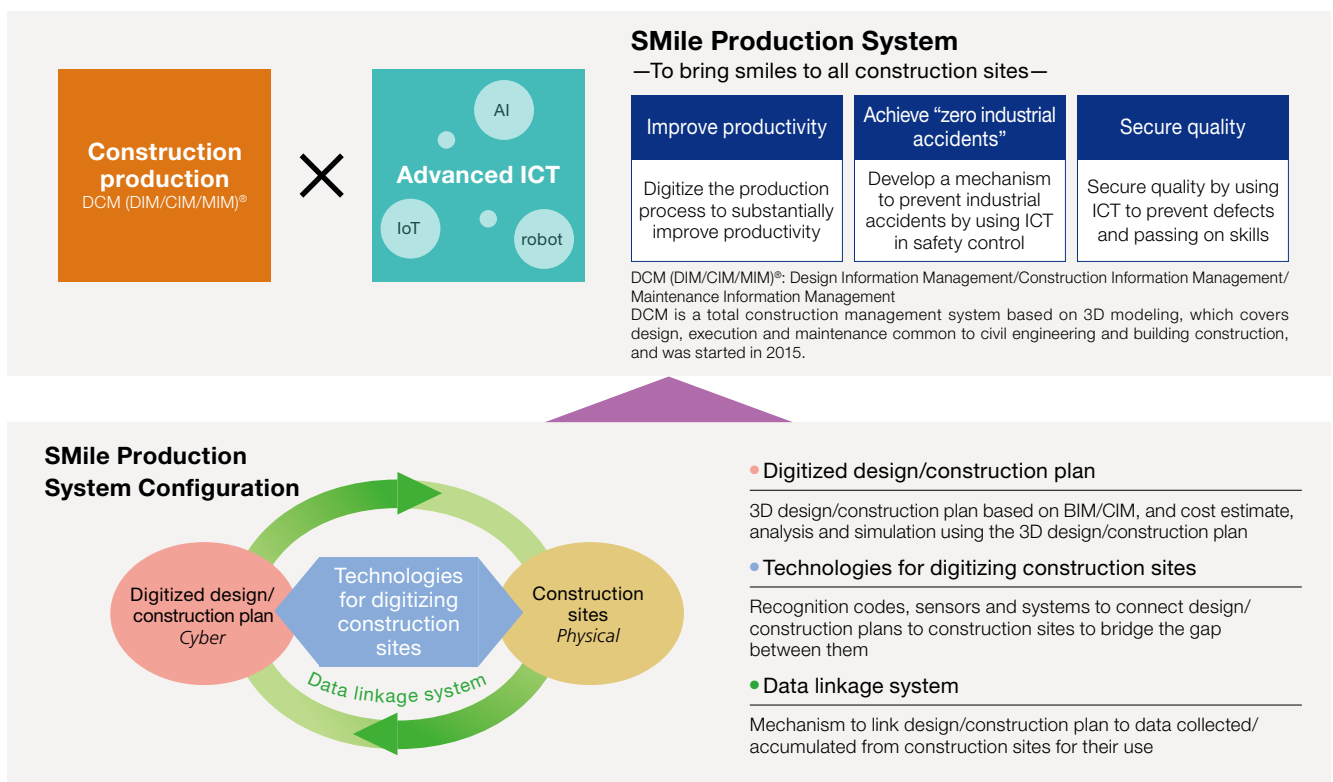 SMile Production System
—To bring smiles to all construction sites—
Construction
production
DCM (DIM/CIM/MIM)®
×
AI
Advanced ICT
IoT
robot
Improve productivity
Digitize the production
process to substantially
improve productivity
Achieve “zero industrial
accidents”
Develop a mechanism
to prevent industrial
accidents by using ICT
in safety control
Secure quality
Secure quality by using
ICT to prevent defects
and passing on skills
DCM (DIM/CIM/MIM)®: Design Information Management/Construction Information Management/
Maintenance Information Management
DCM is a total construction management system based on 3D modeling, which covers
design, execution and maintenance common to civil engineering and building construction,
and was started in 2015.
SMile Production
System Configuration
Digitized design/
construction plan
Cyber
Technologies
for digitizing
construction
sites
Construction
sites
Physical
Data linkage system
• Digitized design/construction plan
3D design/construction plan based on BIM/CIM, and cost estimate,
analysis and simulation using the 3D design/construction plan
• Technologies for digitizing construction sites
Recognition codes, sensors and systems to connect design/
construction plans to construction sites to bridge the gap
between them
• Data linkage system
Mechanism to link design/construction plan to data collected/
accumulated from construction sites for their use